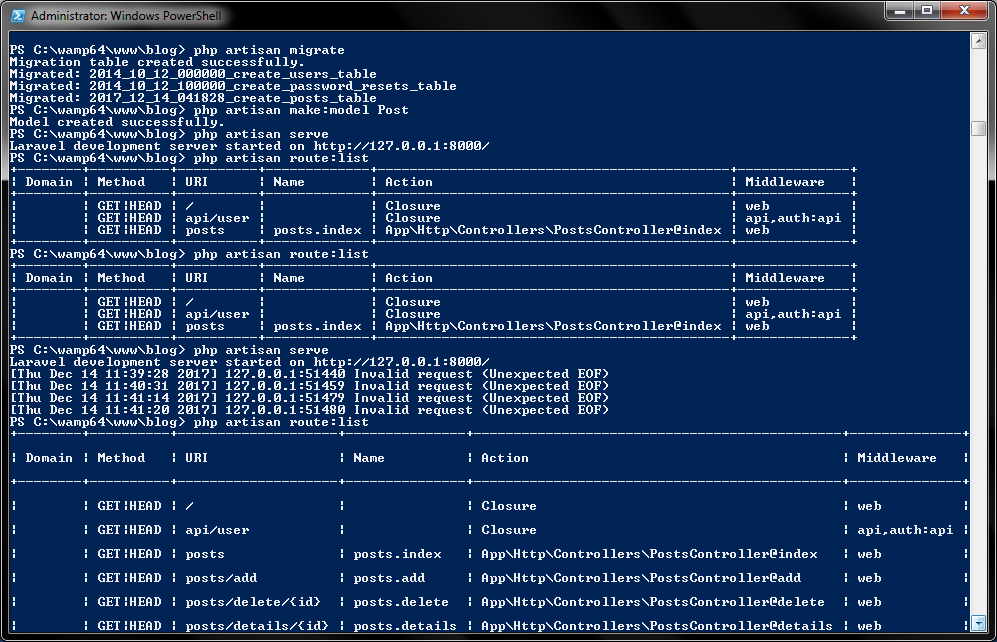 Administrator: Windows PowerShell
PS C:\wamp64\www\blog> php artisan migrate
Migration table created successfully.
Migrated: 2014_10_12_000000_create_users_table
Migrated: 2014_10_12_100000_create_password_resets_table
Migrated: 2017_12_14_041828_create_posts_table
PS C:\wamp64\www\blog> php artisan make:model Post
Model created successfully.
PS C:\wamp64\www\blog> php artisan serve
Laravel development server started on http://127.0.0.1:8000/
PS C:\wamp64\www\blog> php artisan route:list
| Domain | Method | URI | Name | Action | Middleware |
| | GET|HEAD | / | | Closure | web |
| | GET|HEAD | api/user | | Closure | api,auth:api |
| | GET|HEAD | posts | posts.index | App\Http\Controllers\PostsController@index | web |
PS C:\wamp64\www\blog> php artisan route:list
| Domain | Method | URI | Name | Action | Middleware |
| | GET|HEAD | / | | Closure | web |
| | GET|HEAD | api/user | | Closure | api,auth:api |
| | GET|HEAD | posts | posts.index | App\Http\Controllers\PostsController@index | web |
PS C:\wamp64\www\blog> php artisan serve
Laravel development server started on http://127.0.0.1:8000/
[Thu Dec 14 11:39:28 2017] 127.0.0.1:51440 Invalid request (Unexpected EOF)
[Thu Dec 14 11:40:31 2017] 127.0.0.1:51459 Invalid request (Unexpected EOF)
[Thu Dec 14 11:41:14 2017] 127.0.0.1:51479 Invalid request (Unexpected EOF)
[Thu Dec 14 11:41:20 2017] 127.0.0.1:51480 Invalid request (Unexpected EOF)
PS C:\wamp64\www\blog> php artisan route:list
| Domain | Method | URI | Name | Action | Middleware |
| | GET|HEAD | / | | Closure | web |
| | GET|HEAD | api/user | | Closure | api,auth:api |
| | GET|HEAD | posts | posts.index | App\Http\Controllers\PostsController@index | web |
| | GET|HEAD | posts/add | posts.add | App\Http\Controllers\PostsController@add | web |
| | GET|HEAD | posts/delete/{id} | posts.delete | App\Http\Controllers\PostsController@delete | web |
| | GET|HEAD | posts/details/{id} | posts.details | App\Http\Controllers\PostsController@details | web |